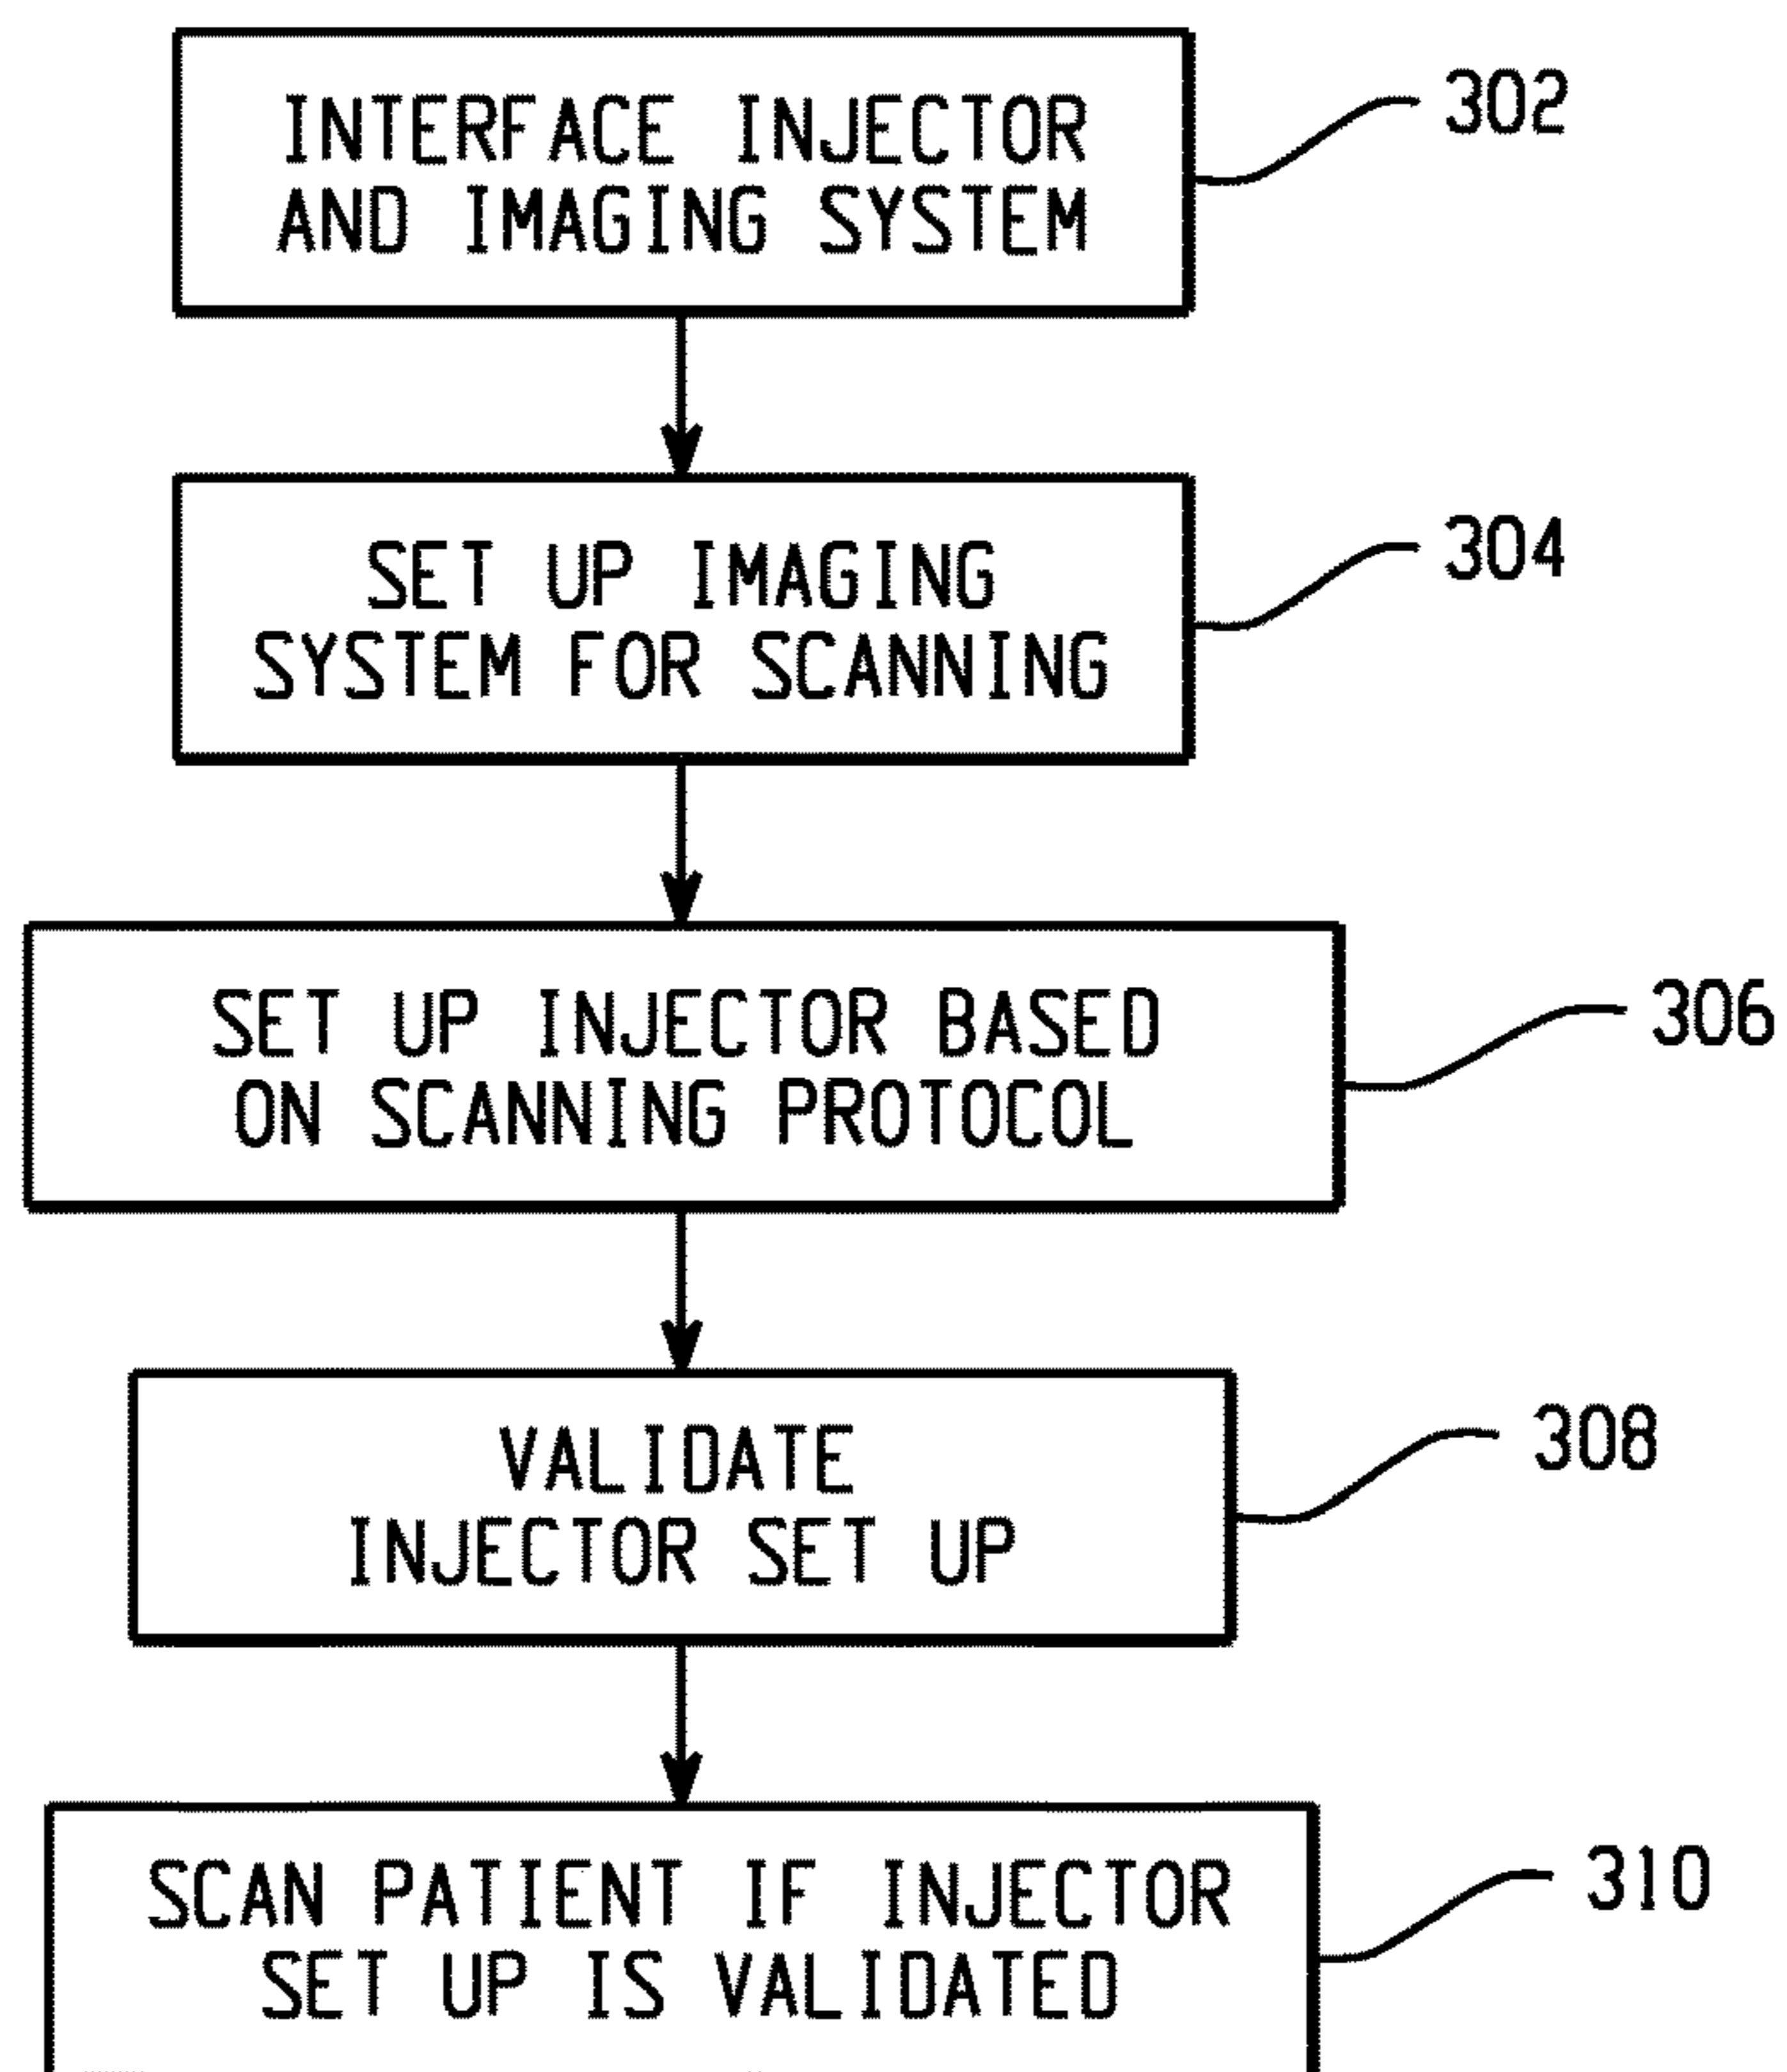 INTERFACE INJECTOR
AND IMAGING SYSTEM
302
SET UP IMAGING
SYSTEM FOR SCANNING
304
SET UP INJECTOR BASED
ON SCANNING PROTOCOL
306
VALIDATE
INJECTOR SET UP
308
SCAN PATIENT IF INJECTOR
SET UP IS VALIDATED
310